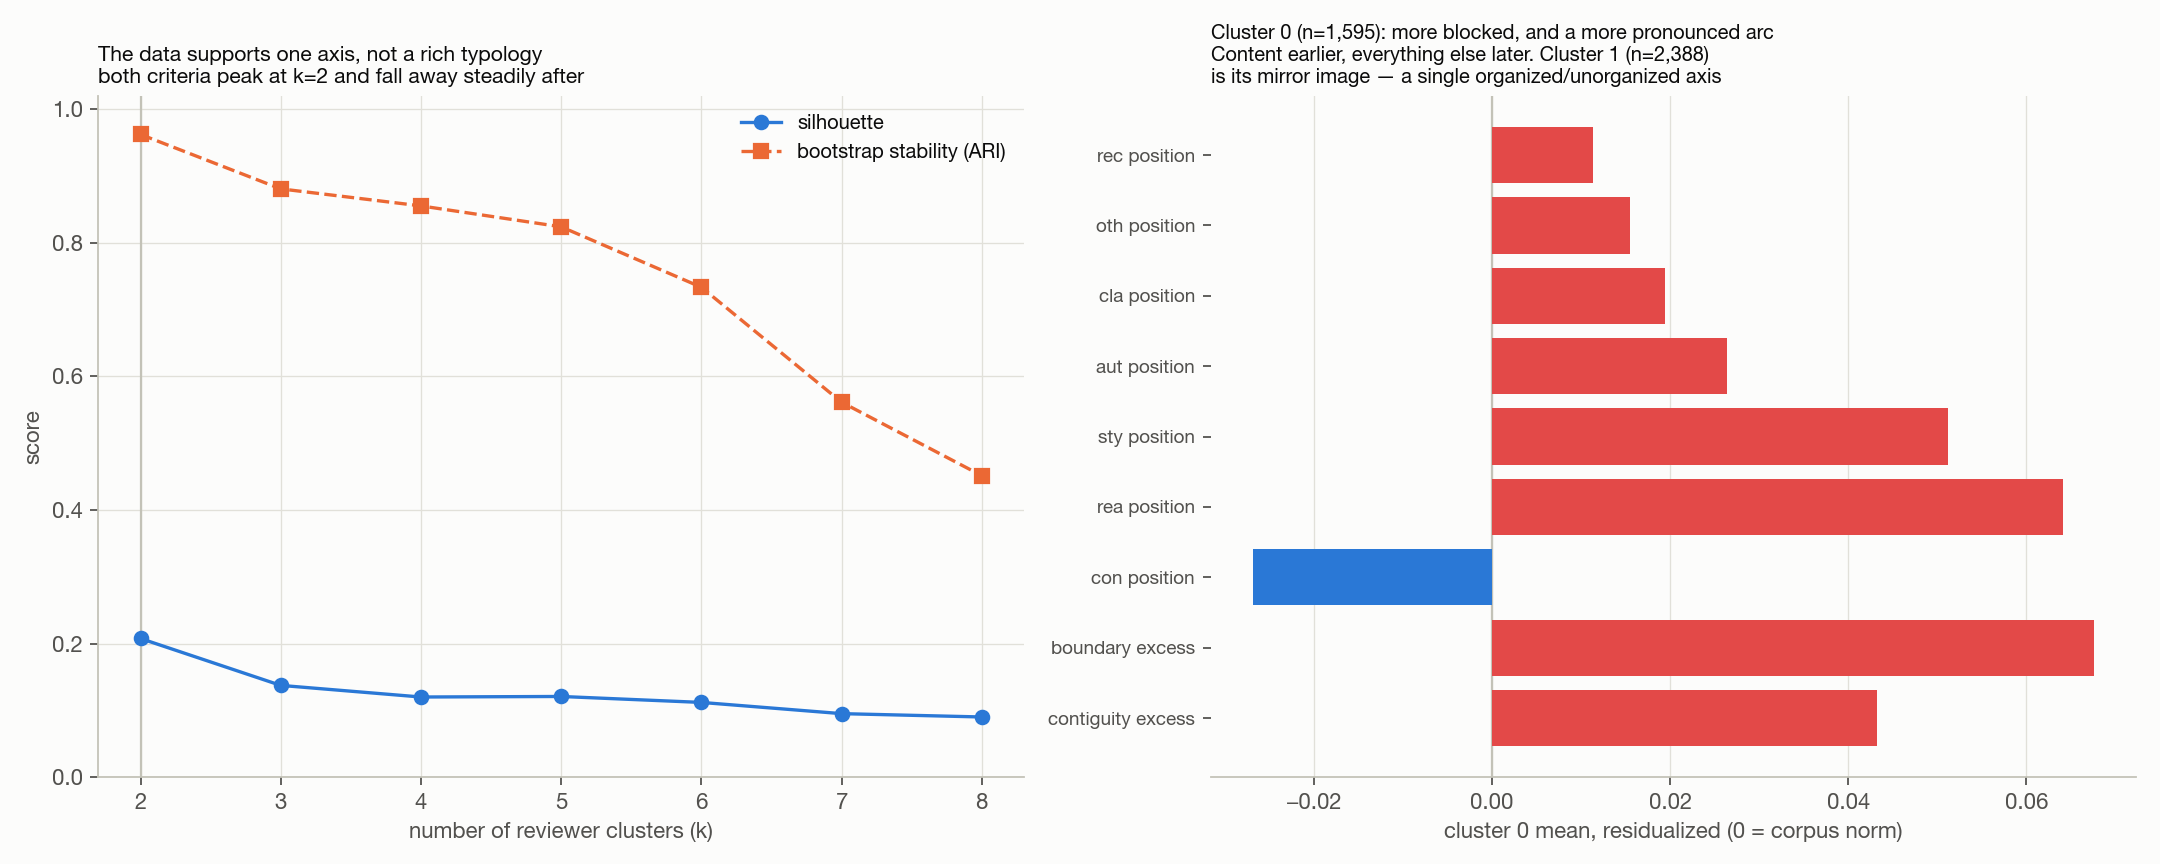 The data supports one axis, not a rich typology
both criteria peak at k=2 and fall away steadily after
1.0
0.8
0.6
0.4
0.2
0.0
score
silhouette
bootstrap stability (ARI)
2
3
4
5
6
7
8
number of reviewer clusters (k)
Cluster 0 (n=1,595): more blocked, and a more pronounced arc
Content earlier, everything else later. Cluster 1 (n=2,388)
is its mirror image — a single organized/unorganized axis
rec position
oth position
cla position
aut position
sty position
rea position
con position
boundary excess
contiguity excess
−0.02
0.00
0.02
0.04
0.06
cluster 0 mean, residualized (0 = corpus norm)